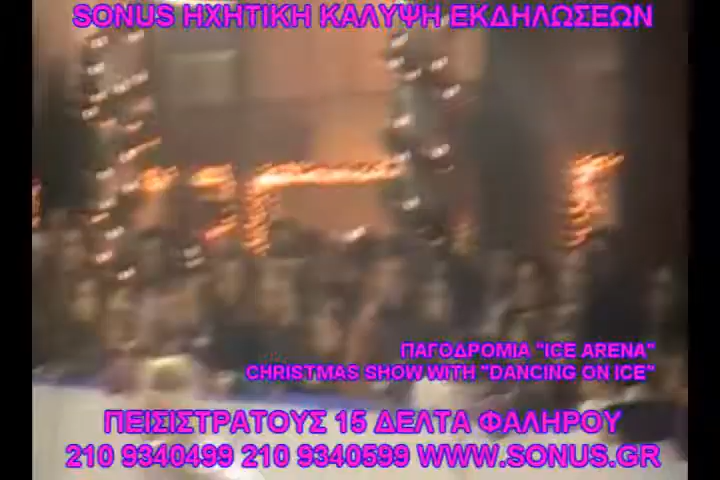 SONUS ΗΧΗΤΙΚΗ ΚΑΛΥΨΗ ΕΚΔΗΛΩΣΕΩΝ
ΠΑΓΟΔΡΟΜΙΑ "ICE ARENA"
CHRISTMAS SHOW WITH "DANCING ON ICE"
ΠΕΙΣΙΣΤΡΑΤΟΥΣ 15 ΔΕΛΤΑ ΦΑΛΗΡΟΥ
210 9340499 210 9340599 WWW.SONUS.GR